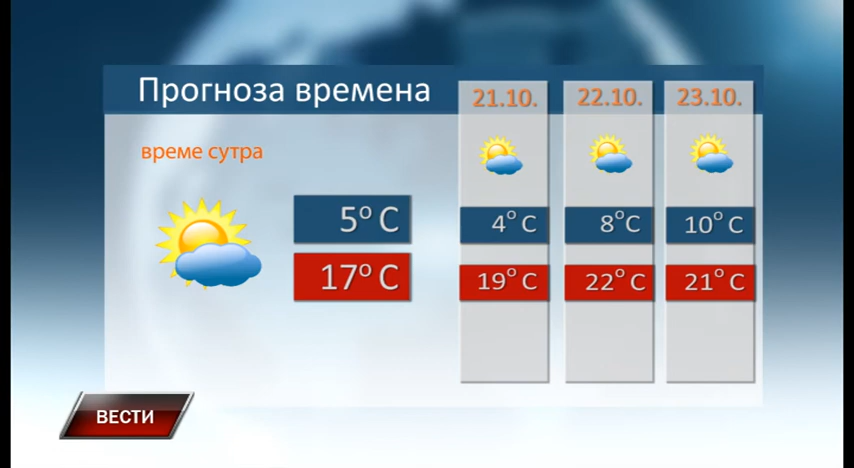 Прогноза времена
време сутра
5° C
17° C
21.10.
4° C
19° C
22.10.
8°C
22° C
23.10.
10° C
21° C
ВЕСТИ